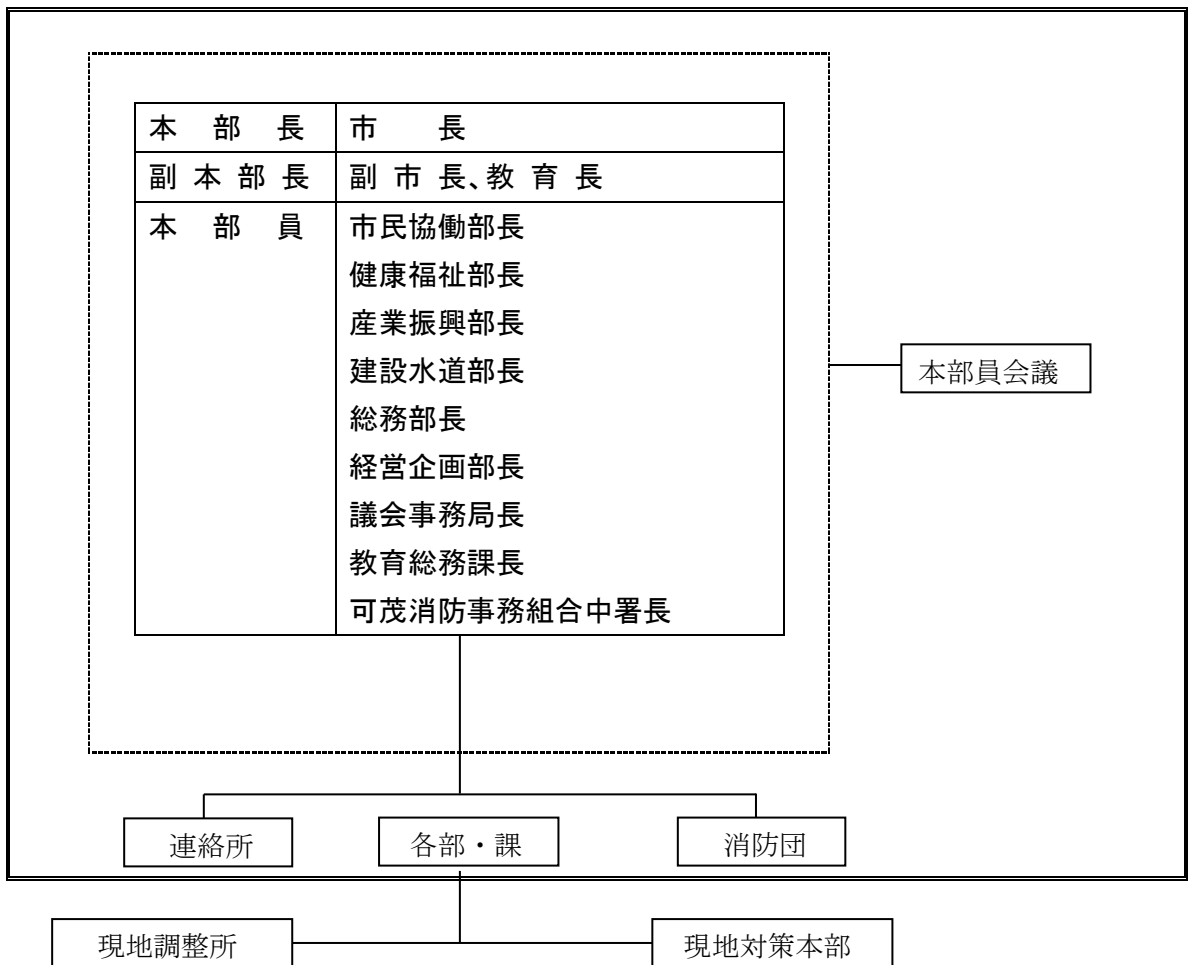 本部長 市長
副本部長 副市長、教育長
本部員 市民協働部長
健康福祉部長
産業振興部長
建設水道部長
総務部長
経営企画部長
議会事務局長
教育総務課長
可茂消防事務組合中署長
本部員会議
連絡所 各部・課 消防団
現地調整所 現地対策本部